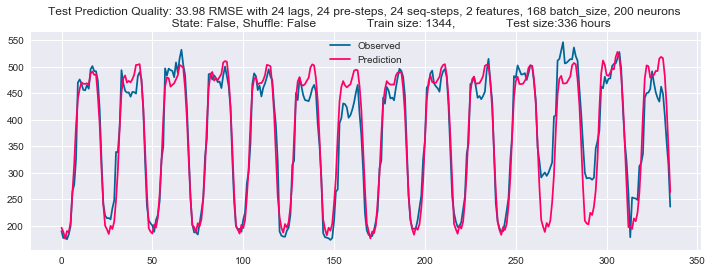 Test Prediction Quality: 33.98 RMSE with 24 lags, 24 pre-steps, 24 seq-steps, 2 features, 168 batch_size, 200 neurons
State: False, Shuffle: False Train size: 1344, Test size:336 hours
Observed
Prediction
550
500
450
400
350
300
250
200
0 50 100 150 200 250 300 350